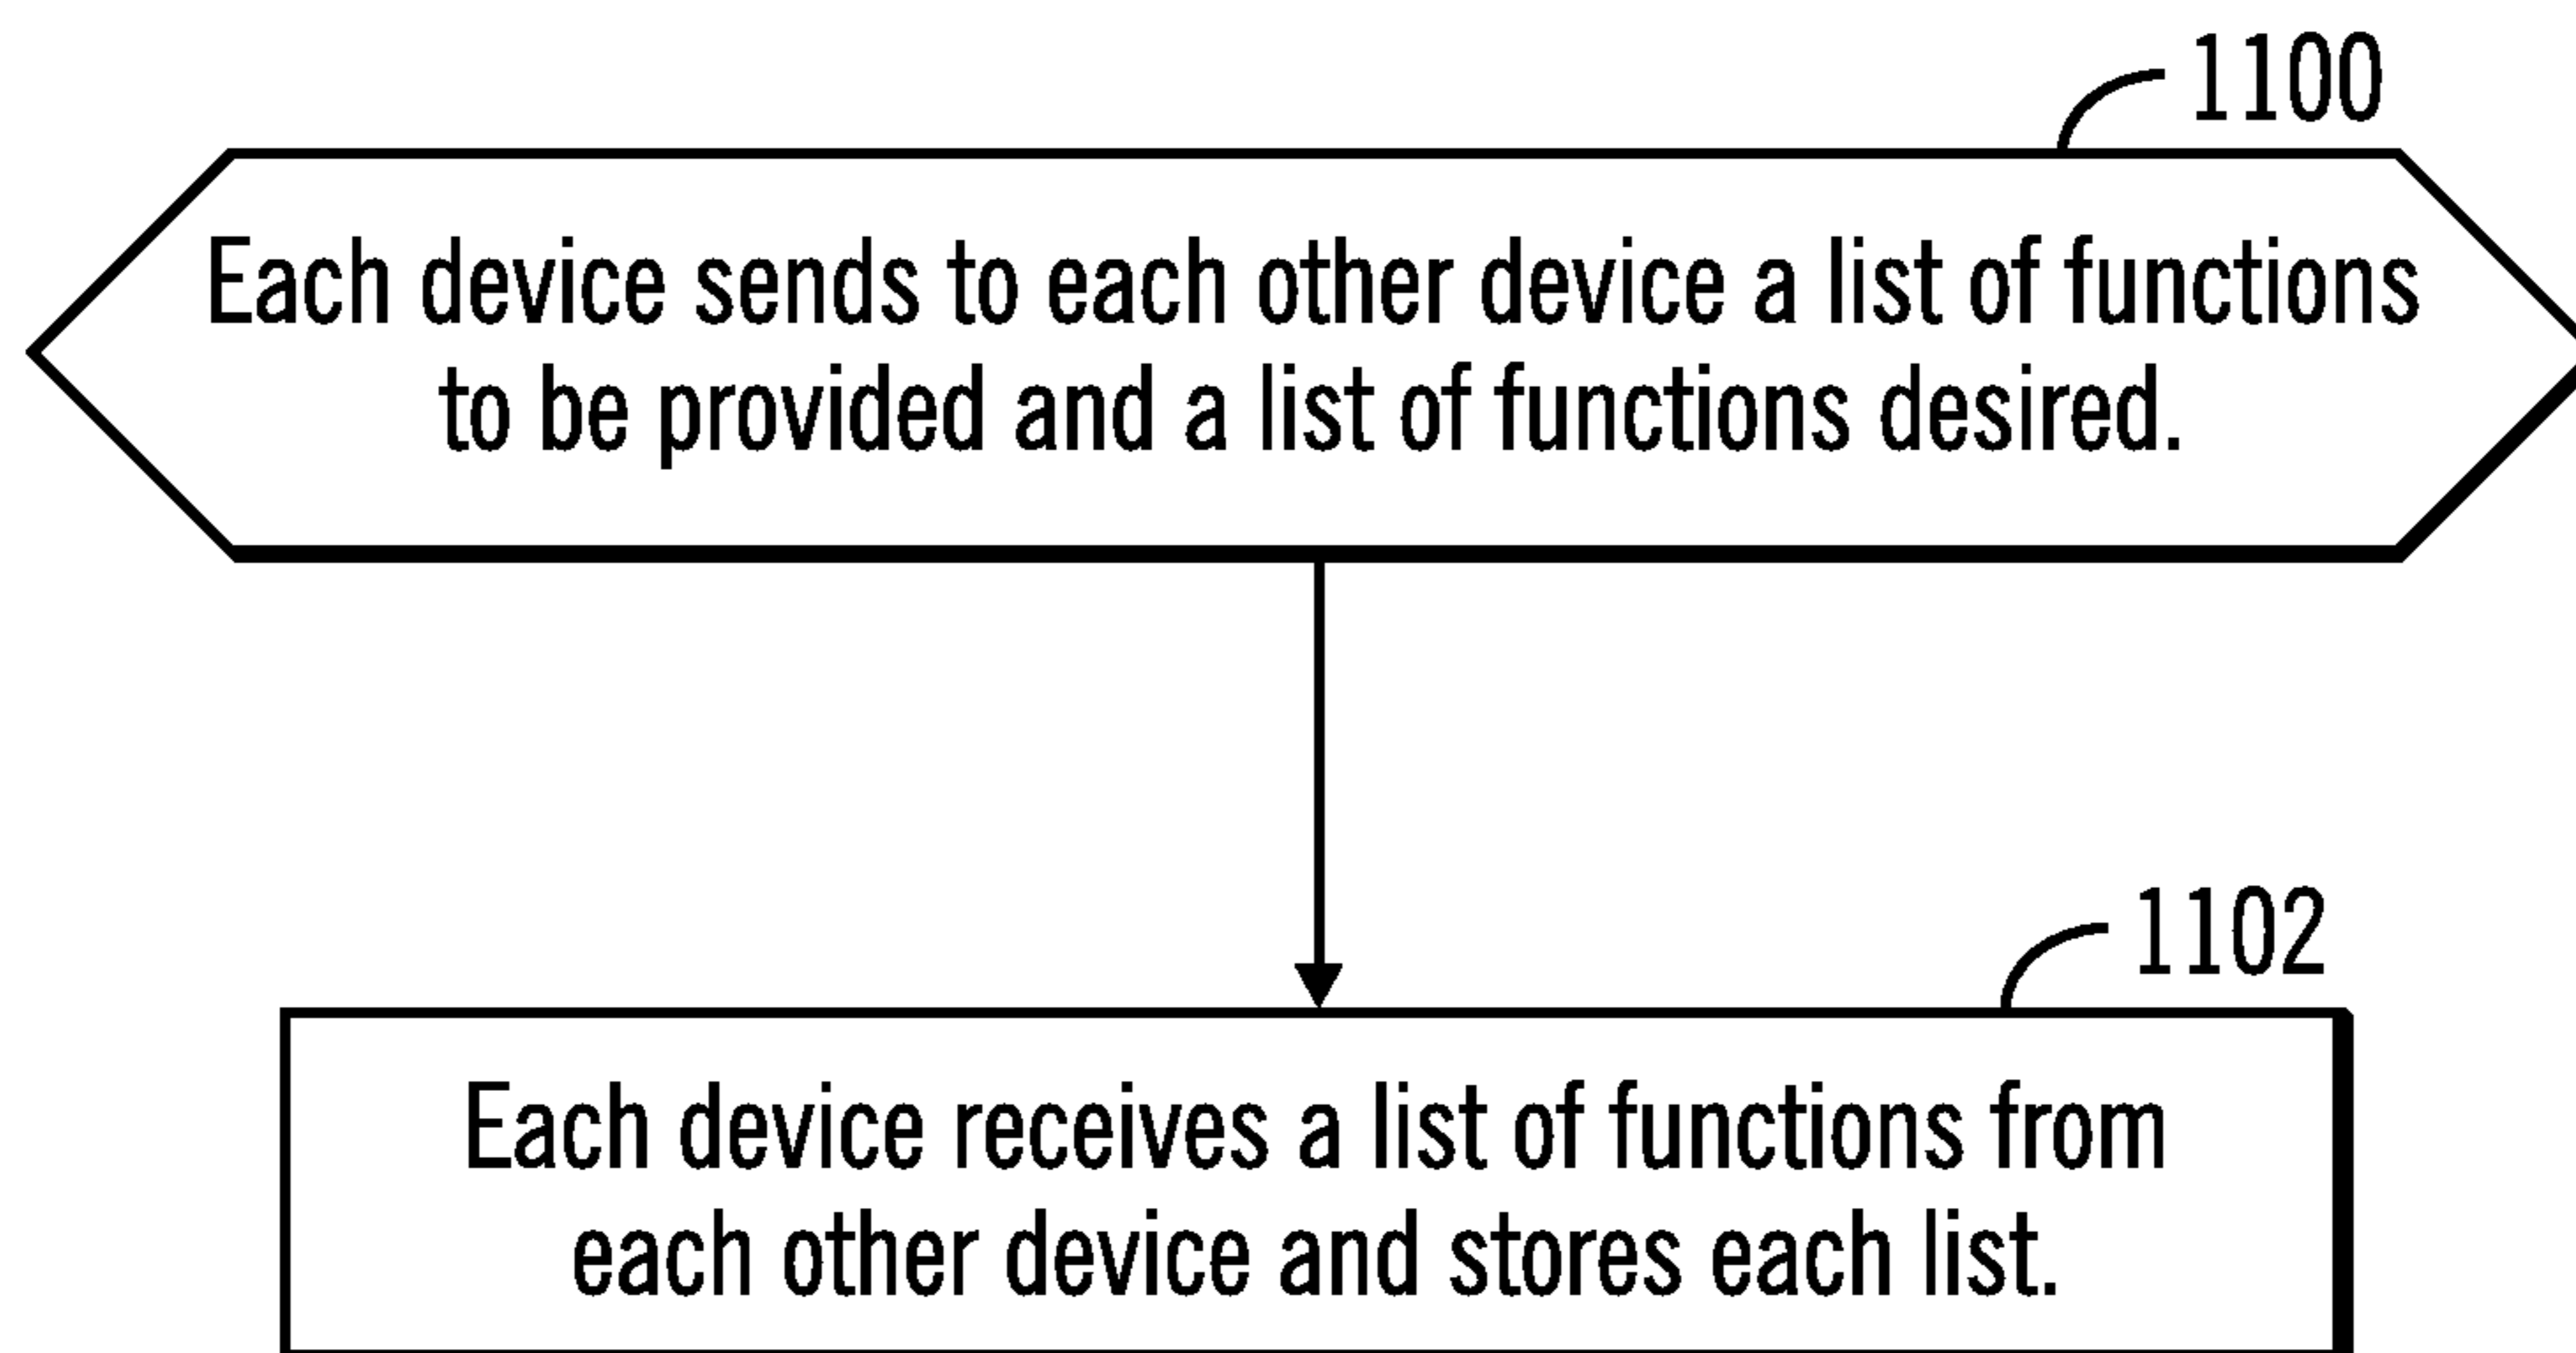 1100
Each device sends to each other device a list of functions
to be provided and a list of functions desired.
1102
Each device receives a list of functions from
each other device and stores each list.